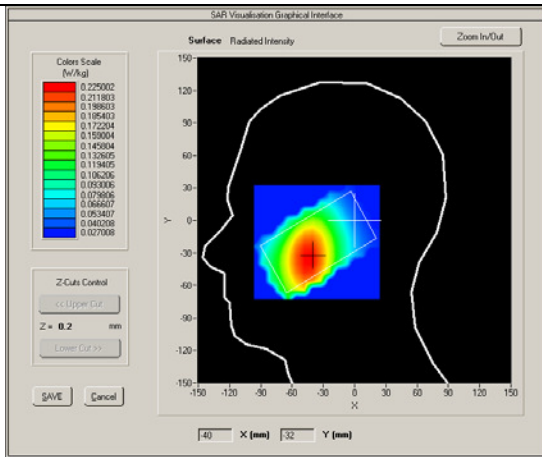 SAR Visualisation Graphical Interface
Surface Radiated Intensity
Zoom In/Out
Colors Scale
(W/kg)
0.225002
0.211803
0.198603
0.185403
0.172204
0.159004
0.145804
0.132605
0.119405
0.106206
0.093006
0.079806
0.066607
0.053407
0.040208
0.027008
Z-Cuts Control
<< Upper Cut
Z = 0.2 mm
Lower Cut >>
SAVE Cancel
150
120
90
60
30
0
-30
-60
-90
-120
-150
Y
-150 -120 -90 -60 -30 0 30 60 90 120 150
X
-40 X (mm) -32 Y (mm)